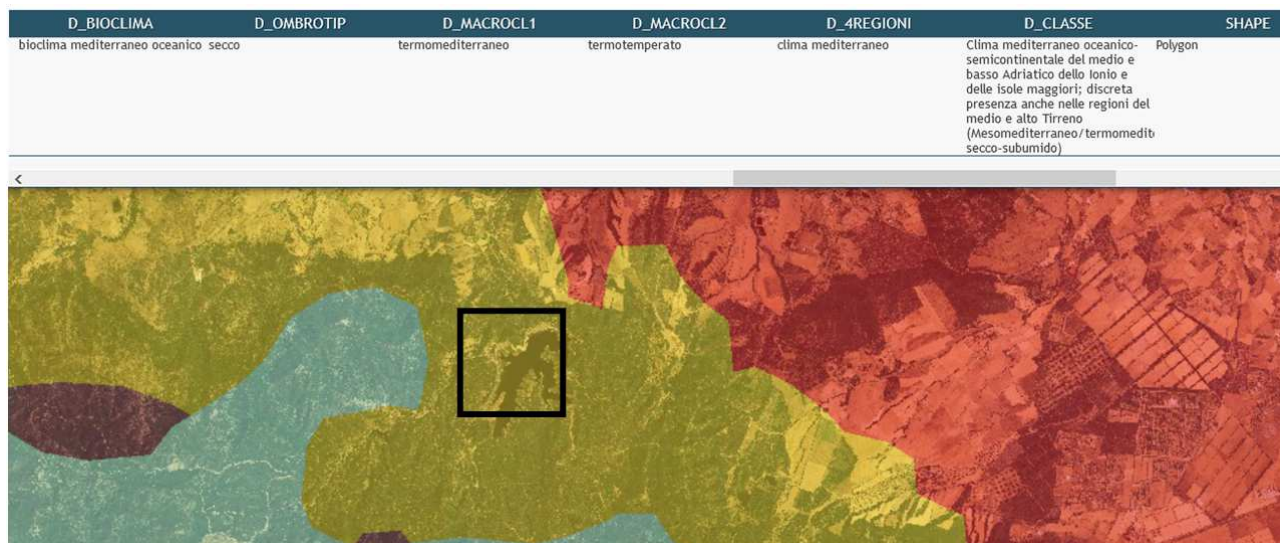 D_BIOCLIMA D_OMBROTIP D_MACROCL1 D_MACROCL2 D_4REGIONI D_CLASSE SHAPE
bioclima mediterraneo oceanico secco termomediterraneo termotemperato clima mediterraneo Clima mediterraneo oceanico- Polygon
semicontinentale del medio e
basso Adriatico dello Ionio e
delle isole maggiori; discreta
presenza anche nelle regioni del
medio e alto Tirreno
(Mesomediterraneo/termomedit
secco-subumido)